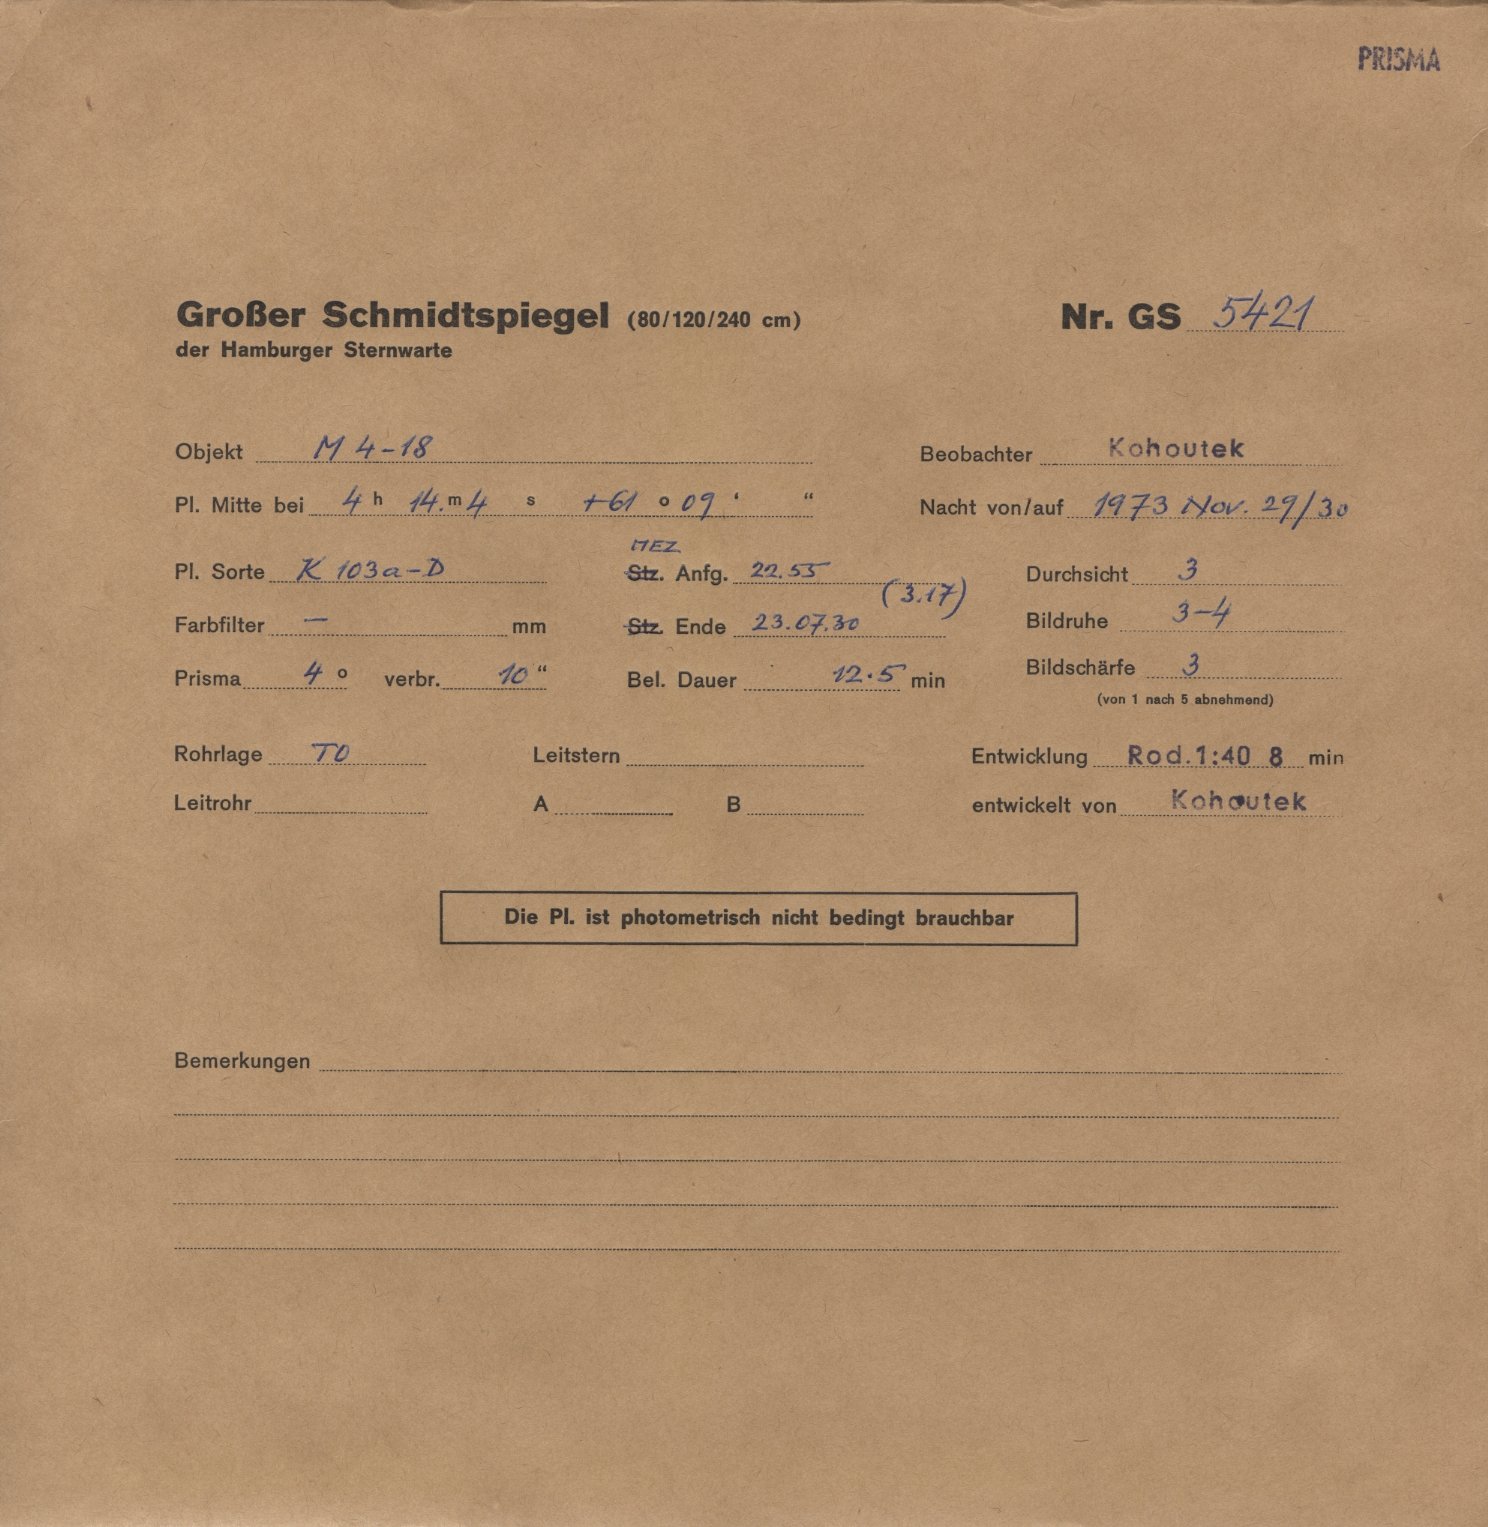 PRISMA
Großer Schmidtspiegel (80/120/240 cm) Nr. GS 5421
der Hamburger Sternwarte
Objekt M 4-18 Beobachter Kohoutek
Pl. Mitte bei 4 h 14.m 4 s +61 o 09 ‘ “ Nacht von/auf 1973 Nov. 29/30
MEZ
Pl. Sorte K 103a-D Stz. Anfg. 22.55 Durchsicht 3
(3.17)
Farbfilter — mm Stz. Ende 23.07.30 Bildruhe 3-4
Prisma 4 o verbr. 10 “ Bel. Dauer 12.5 min Bildschärfe 3
(von 1 nach 5 abnehmend)
Rohrlage TO Leitstern Entwicklung Rod.1:40 8 min
Leitrohr A B entwickelt von Kohoutek
Die Pl. ist photometrisch nicht bedingt brauchbar
Bemerkungen